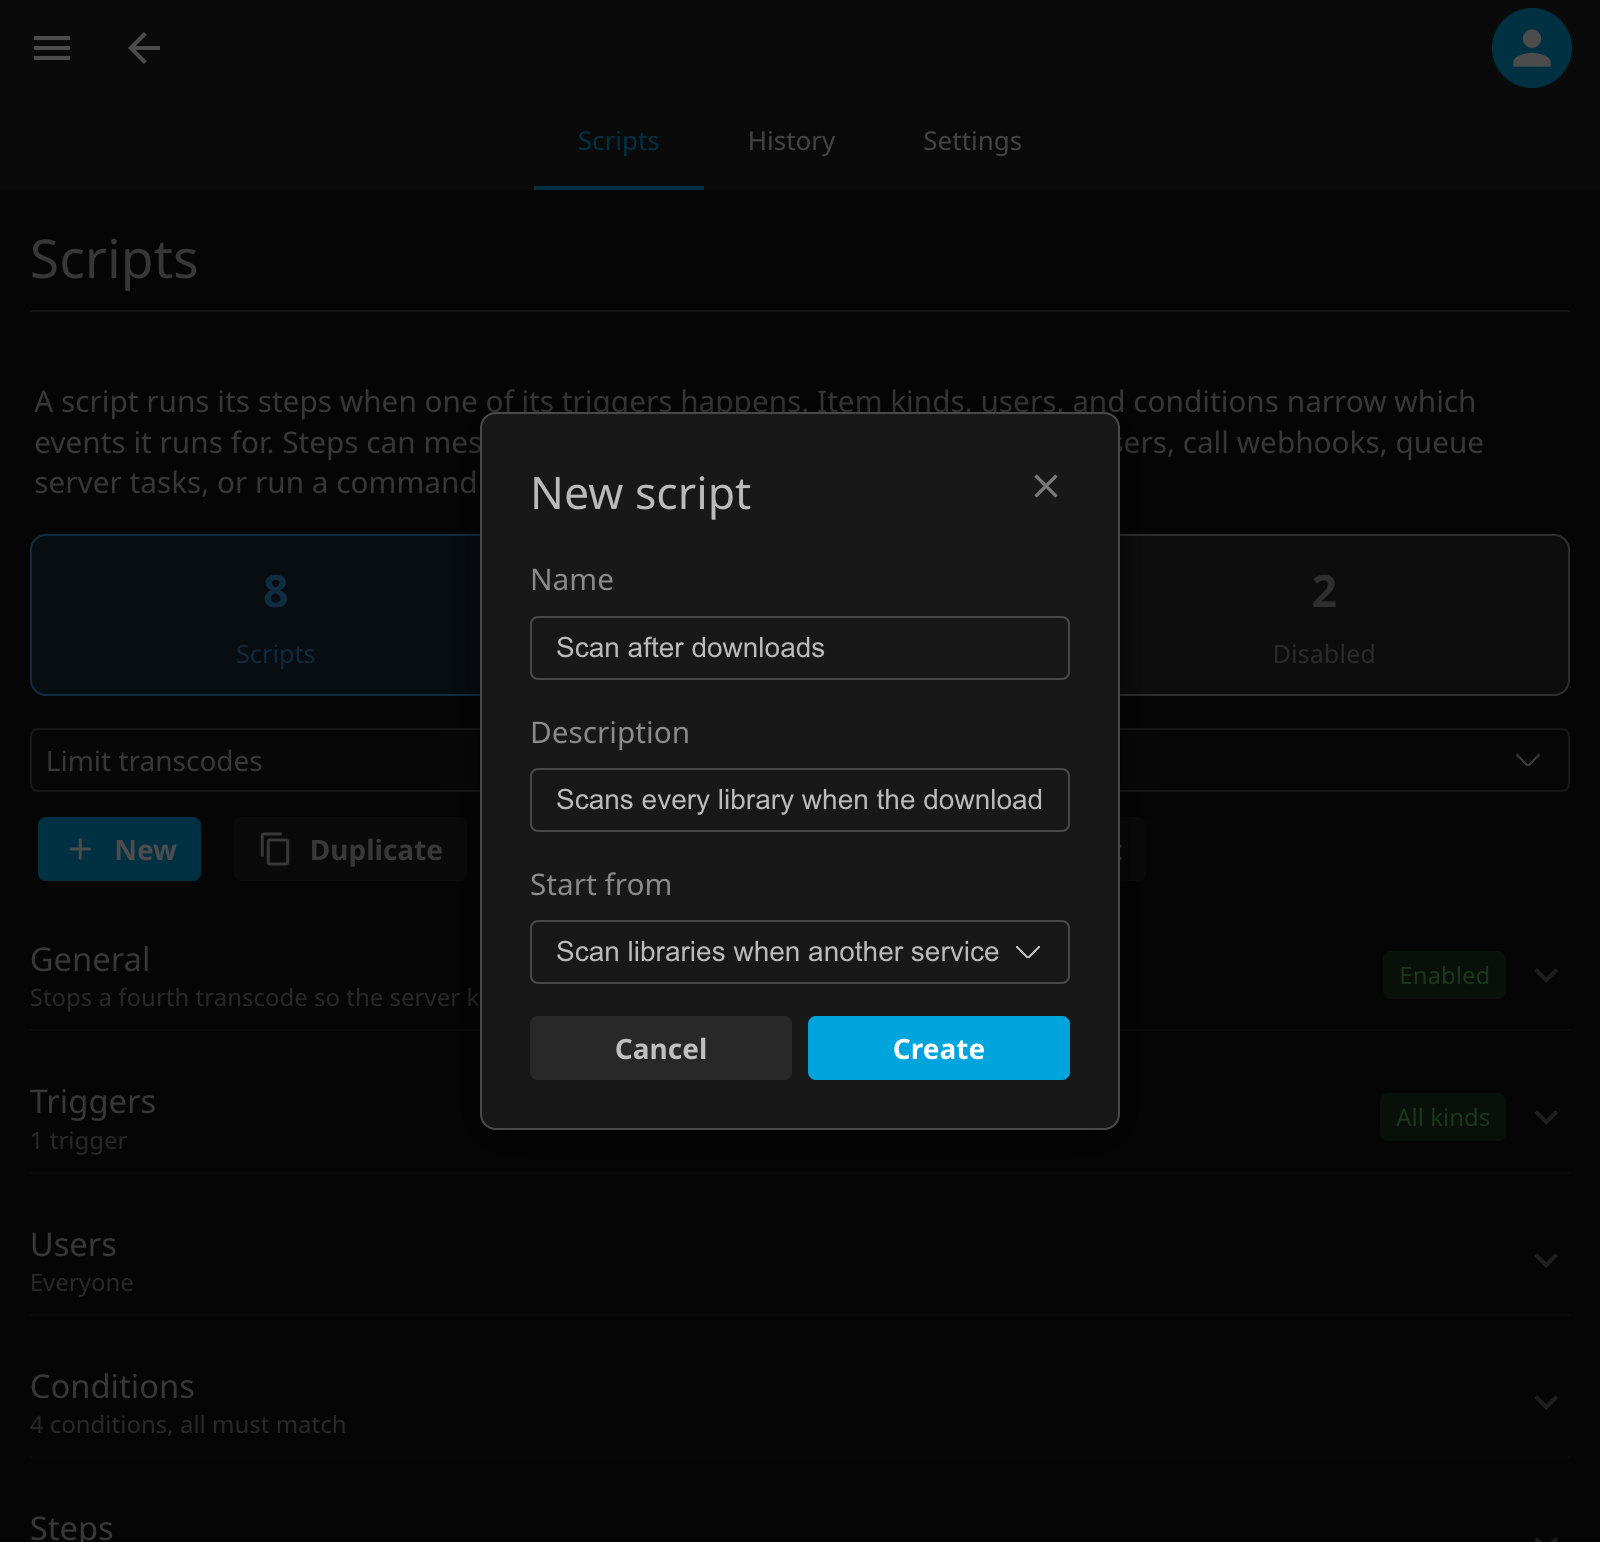 Scripts
History
Settings
Scripts
A script runs its steps when one of its triggers happens. Item kinds, users, and conditions narrow which
events it runs for. Steps can mes
sers, call webhooks, queue
server tasks, or run a command
8
Scripts
2
Disabled
Limit transcodes
New
Duplicate
General
Stops a fourth transcode so the server k
Enabled
Triggers
1 trigger
All kinds
Users
Everyone
Conditions
4 conditions, all must match
Steps
New script
Name
Scan after downloads
Description
Scans every library when the download
Start from
Scan libraries when another service
Cancel
Create